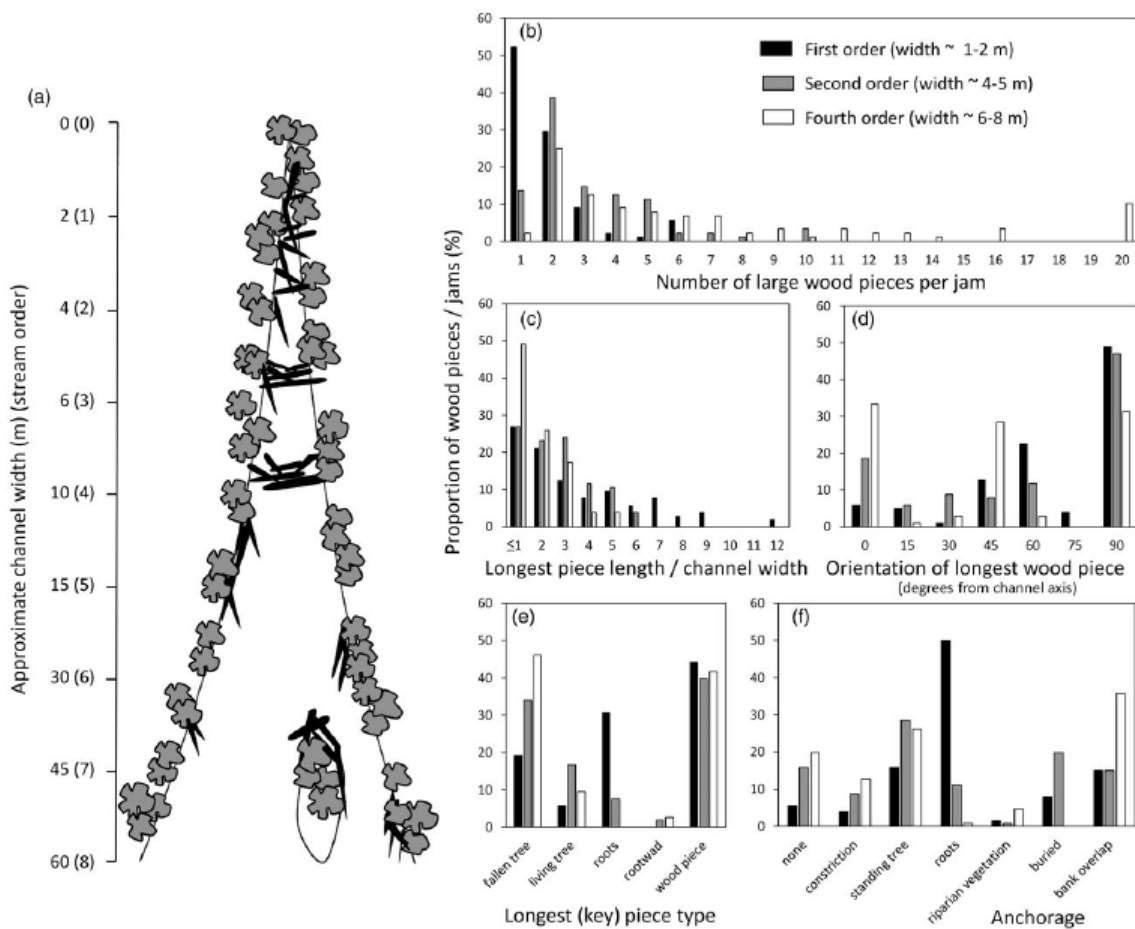 (a)
Approximate channel width (m) (stream order)
0 (0)
2 (1)
4 (2)
6 (3)
10 (4)
15 (5)
30 (6)
45 (7)
60 (8)
Proportion of wood pieces / jams (%)
(b)
First order (width ~ 1-2 m)
Second order (width ~ 4-5 m)
Fourth order (width ~ 6-8 m)
60
50
40
30
20
10
0
1 2 3 4 5 6 7 8 9 10 11 12 13 14 15 16 17 18 19 20
Number of large wood pieces per jam
(c)
60
50
40
30
20
10
0
≤1 2 3 4 5 6 7 8 9 10 11 12
Longest piece length / channel width
(d)
60
50
40
30
20
10
0
0 15 30 45 60 75 90
Orientation of longest wood piece
(degrees from channel axis)
(e)
60
50
40
30
20
10
0
fallen tree
living tree
roots
rootwad
wood piece
Longest (key) piece type
(f)
60
50
40
30
20
10
0
none
constriction
standing tree
roots
riparian vegetation
buried
bank overlap
Anchorage